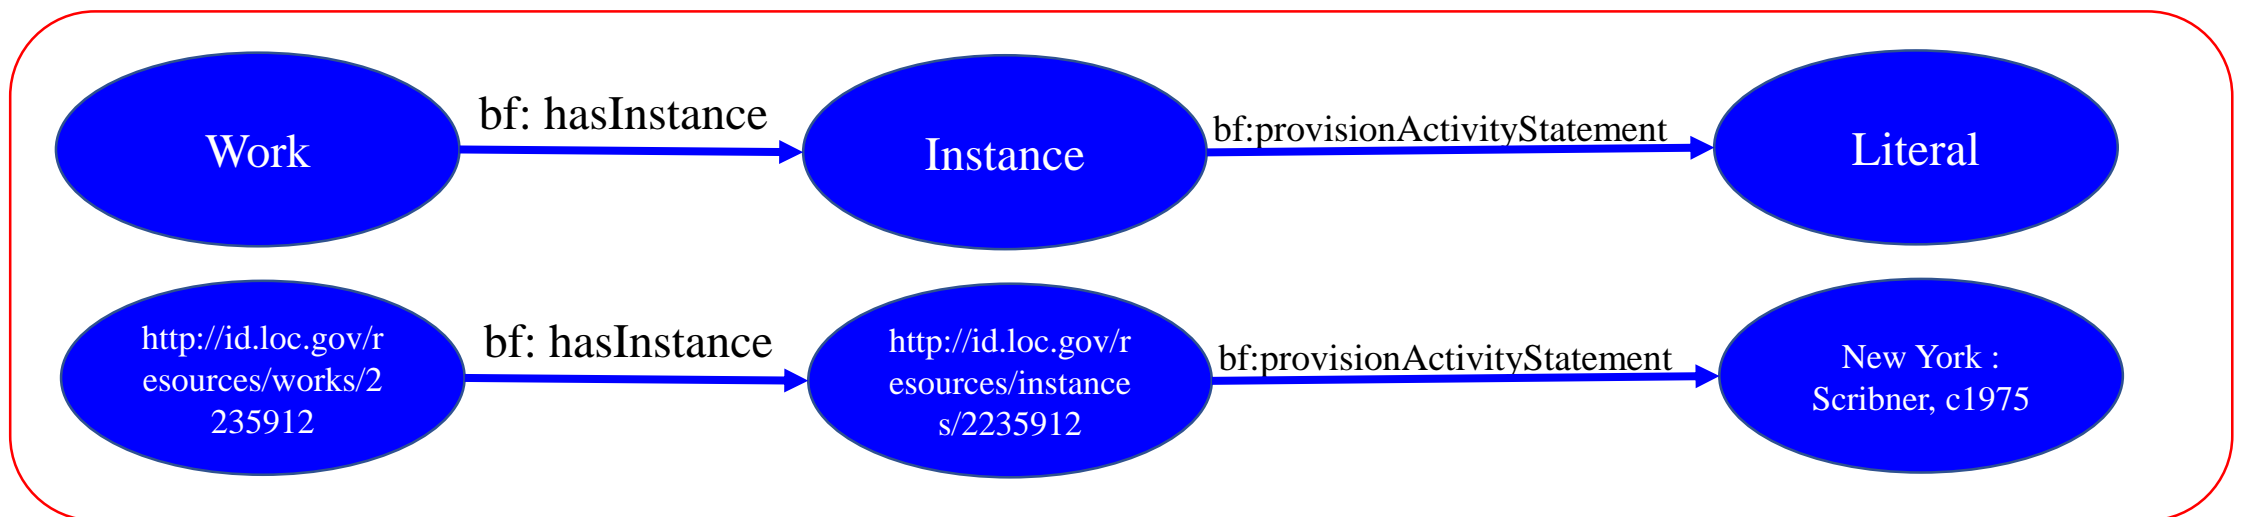 Work
bf: hasInstance
Instance
bf:provisionActivityStatement
Literal
http://id.loc.gov/r
esources/works/2
235912
bf: hasInstance
http://id.loc.gov/r
esources/instance
s/2235912
bf:provisionActivityStatement
New York :
Scribner, c1975